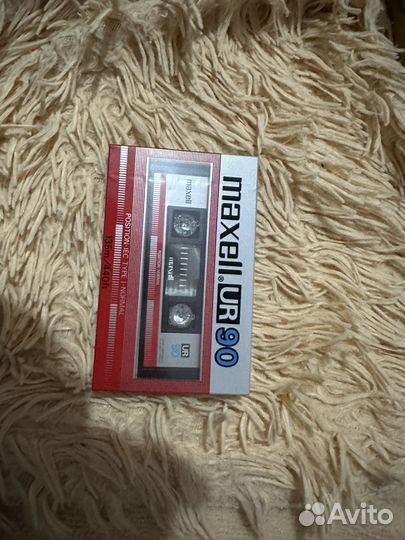 maxell® UR 90
maxell
maxell
UR
90
POSITION·IEC TYPE I·NORMAL
135m/440ft.
Avito